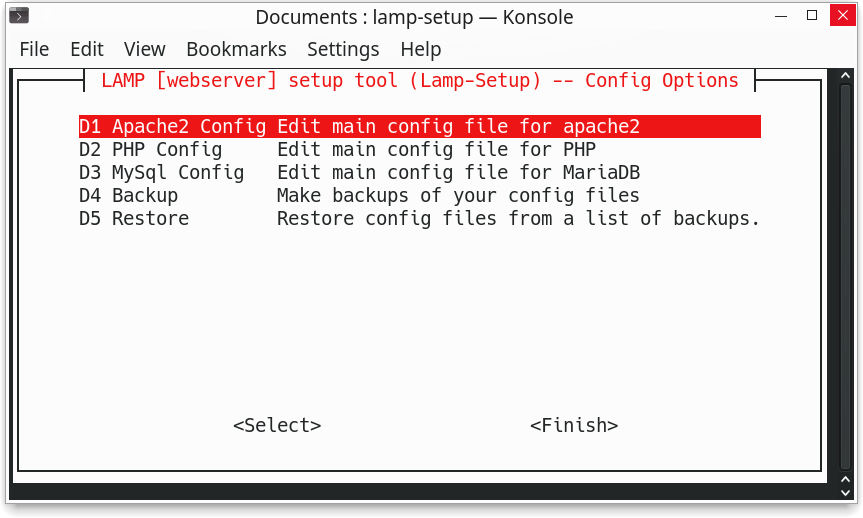 Documents : lamp-setup — Konsole
File Edit View Bookmarks Settings Help
LAMP [webserver] setup tool (Lamp-Setup) -- Config Options
D1 Apache2 Config Edit main config file for apache2
D2 PHP Config Edit main config file for PHP
D3 MySql Config Edit main config file for MariaDB
D4 Backup Make backups of your config files
D5 Restore Restore config files from a list of backups.
<Select> <Finish>